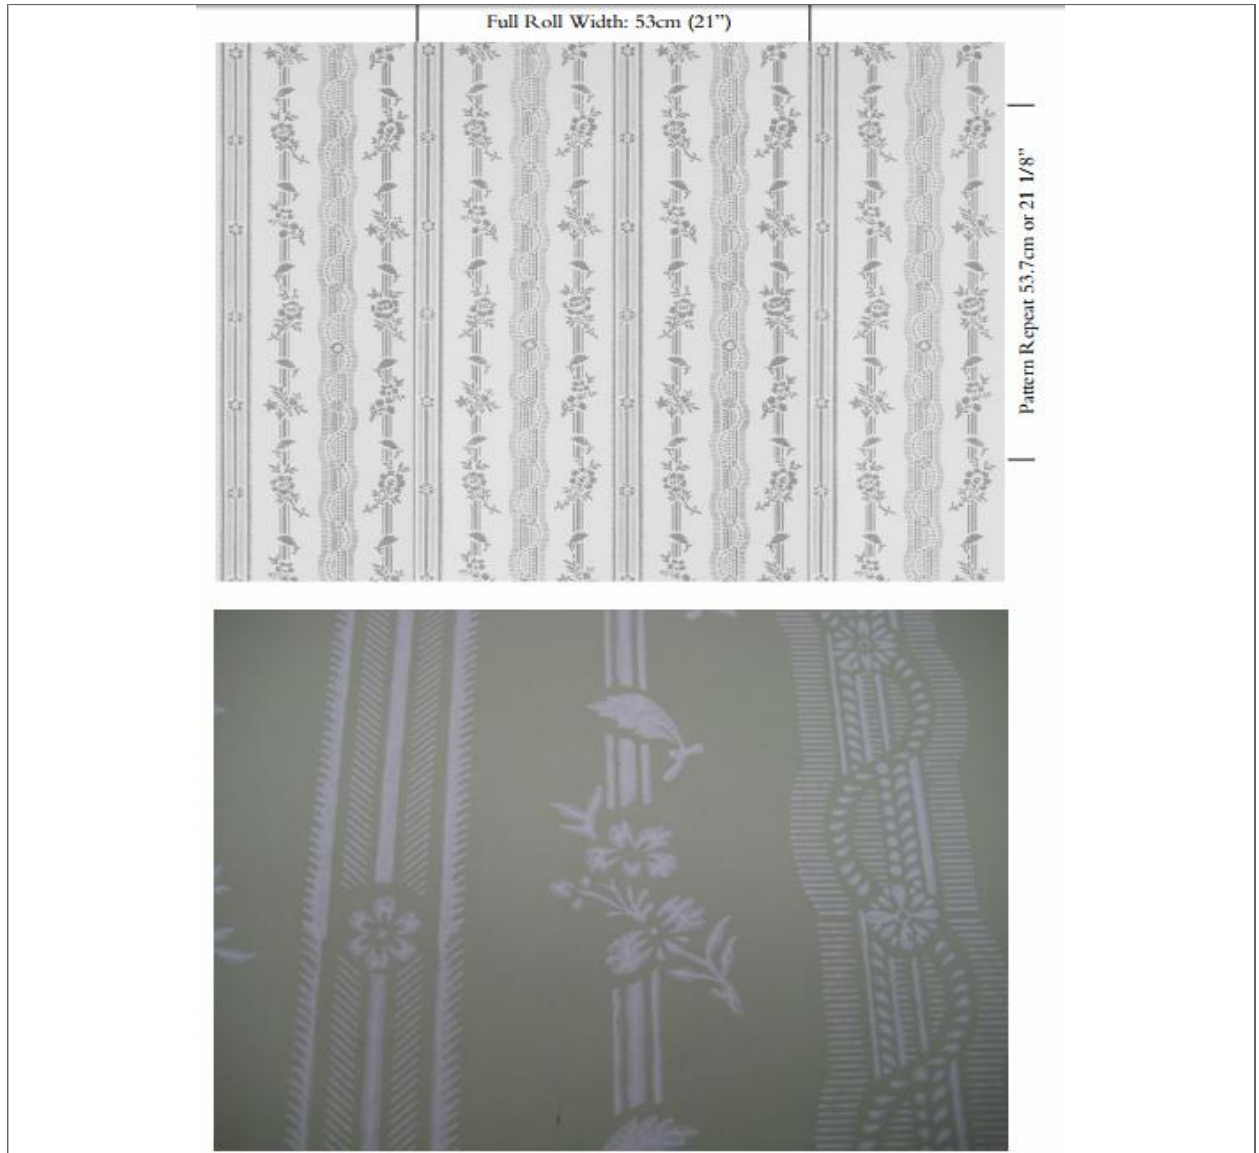 Full Roll Width: 53cm (21”)
Pattern Repeat 53.7cm or 21 1/8”